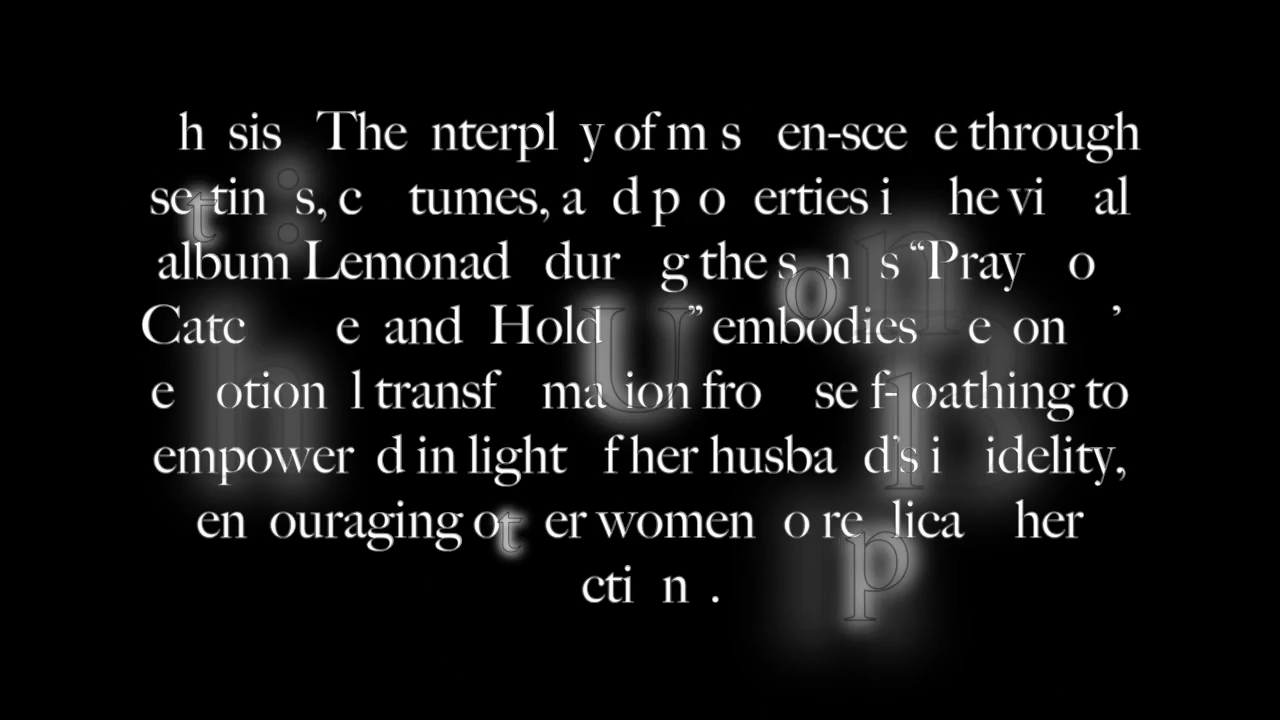 h sis The nterpl y of m s en-sce e through
se tin s, c tumes, a d p o erties i he vi al
album Lemonad dur g the s n s “Pray o
Catc e and Hold ” embodies e on ’
e otion l transf ma ion fro se f- oathing to
empower d in light f her husba d’s i idelity,
en ouraging o er women o re lica her
cti n .